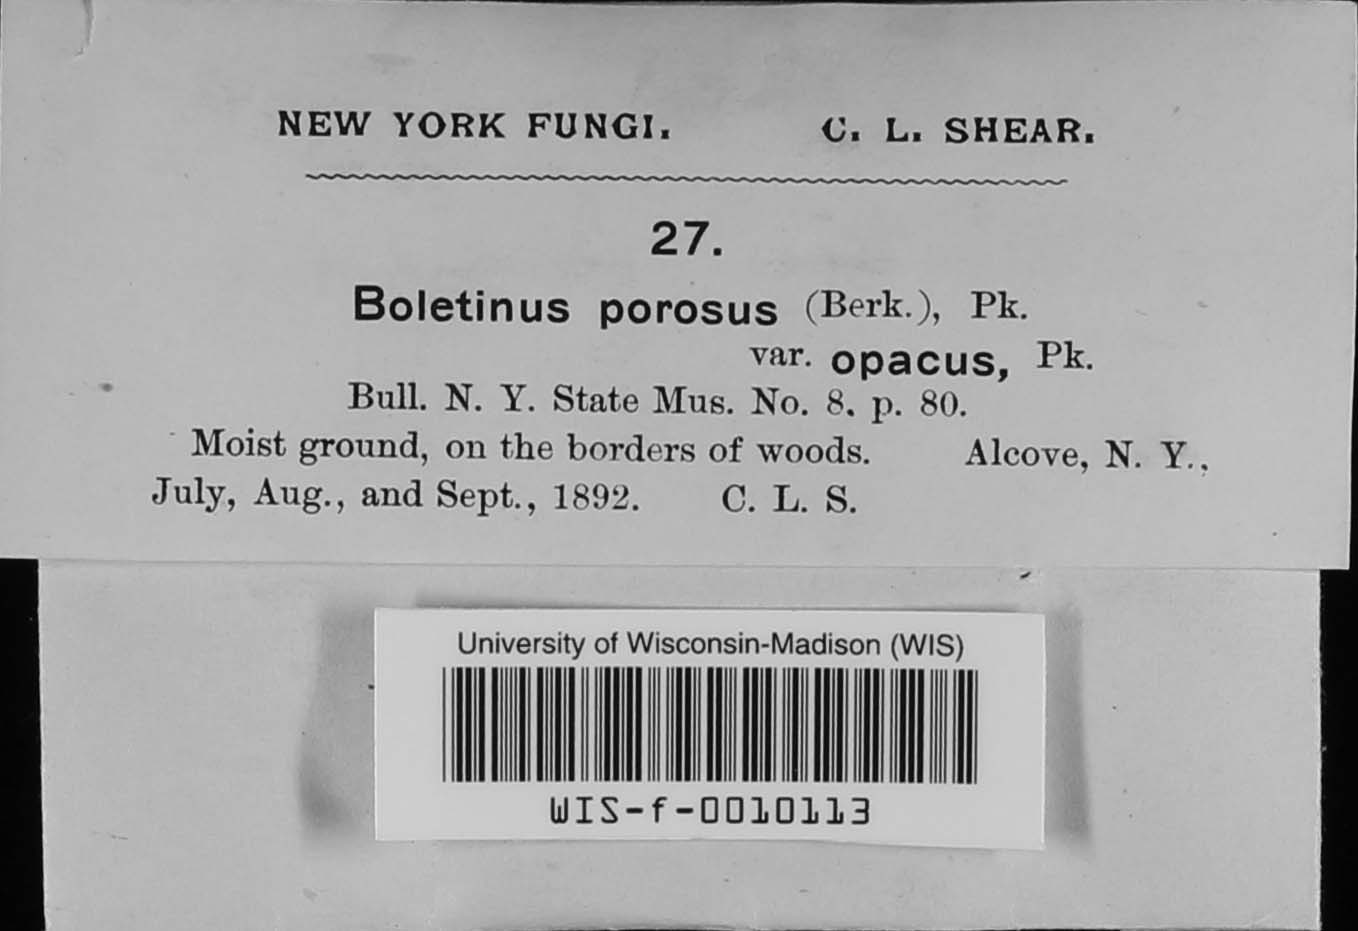 NEW YORK FUNGI. C. L. SHEAR.
27.
Boletinus porosus (Berk.), Pk.
var. opacus, Pk.
Bull. N. Y. State Mus. No. 8. p. 80.
Moist ground, on the borders of woods. Alcove, N. Y.,
July, Aug., and Sept., 1892. C. L. S.
University of Wisconsin-Madison (WIS)
WIS-f-0010113